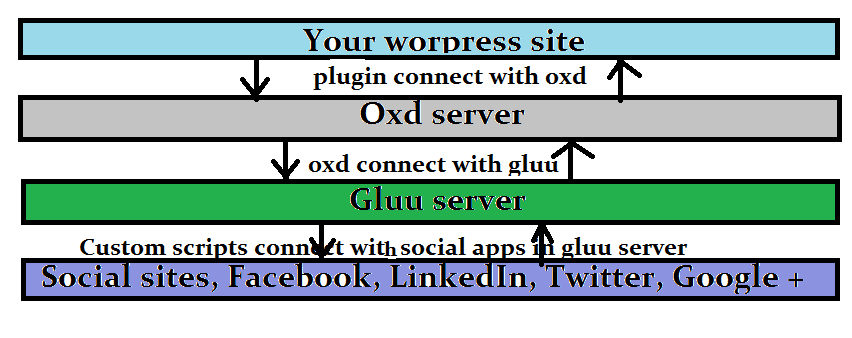 Your worpress site
plugin connect with oxd
Oxd server
oxd connect with gluu
Gluu server
Custom scripts connect with social apps in gluu server
Social sites, Facebook, LinkedIn, Twitter, Google +